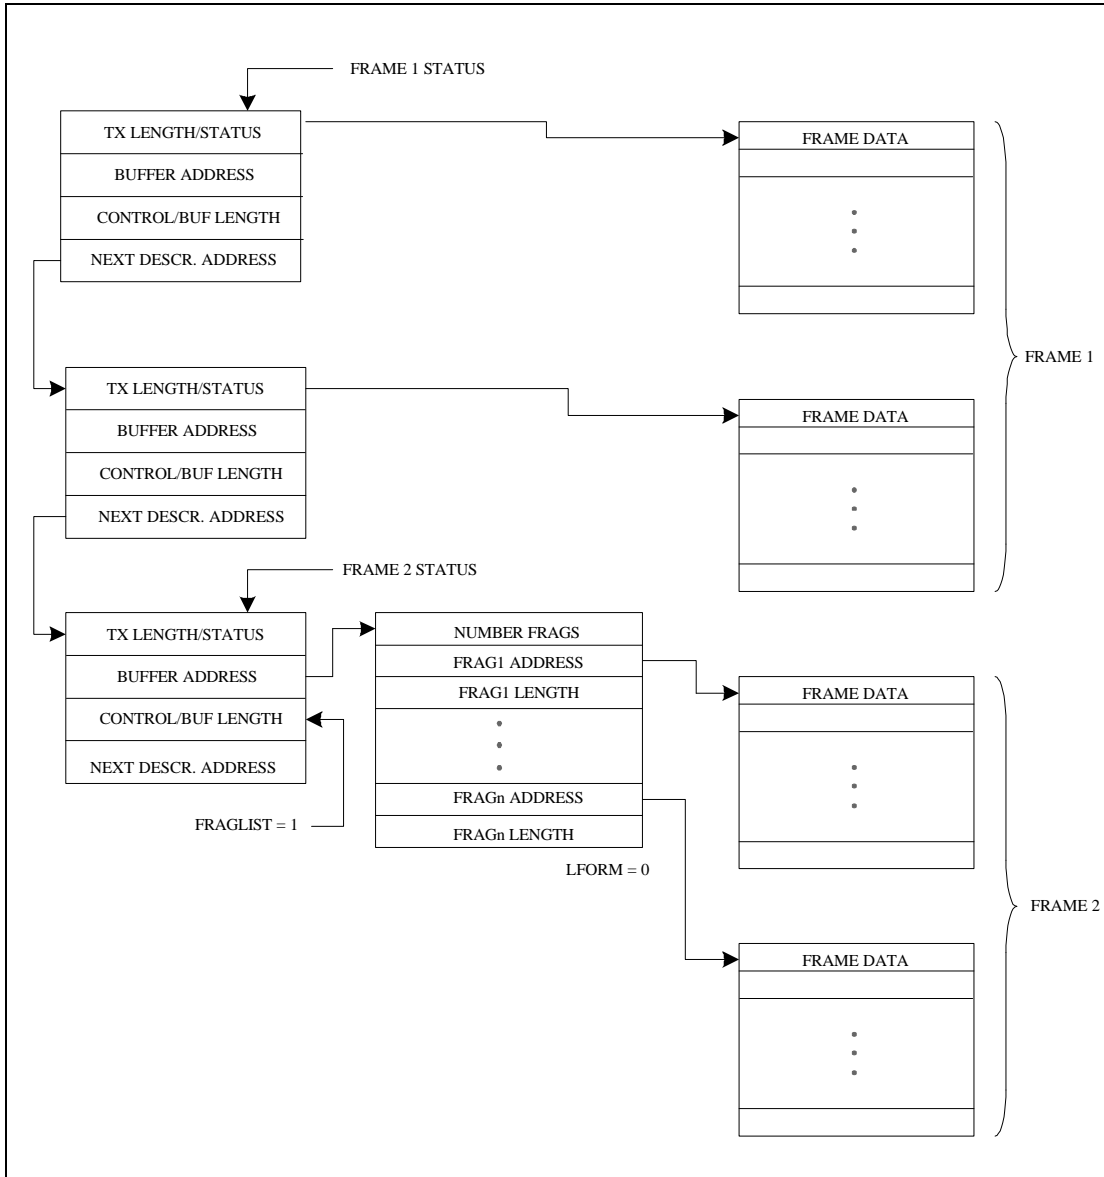 FRAME 1 STATUS
TX LENGTH/STATUS
BUFFER ADDRESS
CONTROL/BUF LENGTH
NEXT DESCR. ADDRESS
FRAME DATA
FRAME 1
TX LENGTH/STATUS
BUFFER ADDRESS
CONTROL/BUF LENGTH
NEXT DESCR. ADDRESS
FRAME DATA
FRAME 2 STATUS
TX LENGTH/STATUS
BUFFER ADDRESS
CONTROL/BUF LENGTH
NEXT DESCR. ADDRESS
FRAGLIST = 1
NUMBER FRAGS
FRAG1 ADDRESS
FRAG1 LENGTH
FRAGn ADDRESS
FRAGn LENGTH
LFORM = 0
FRAME DATA
FRAME 2
FRAME DATA